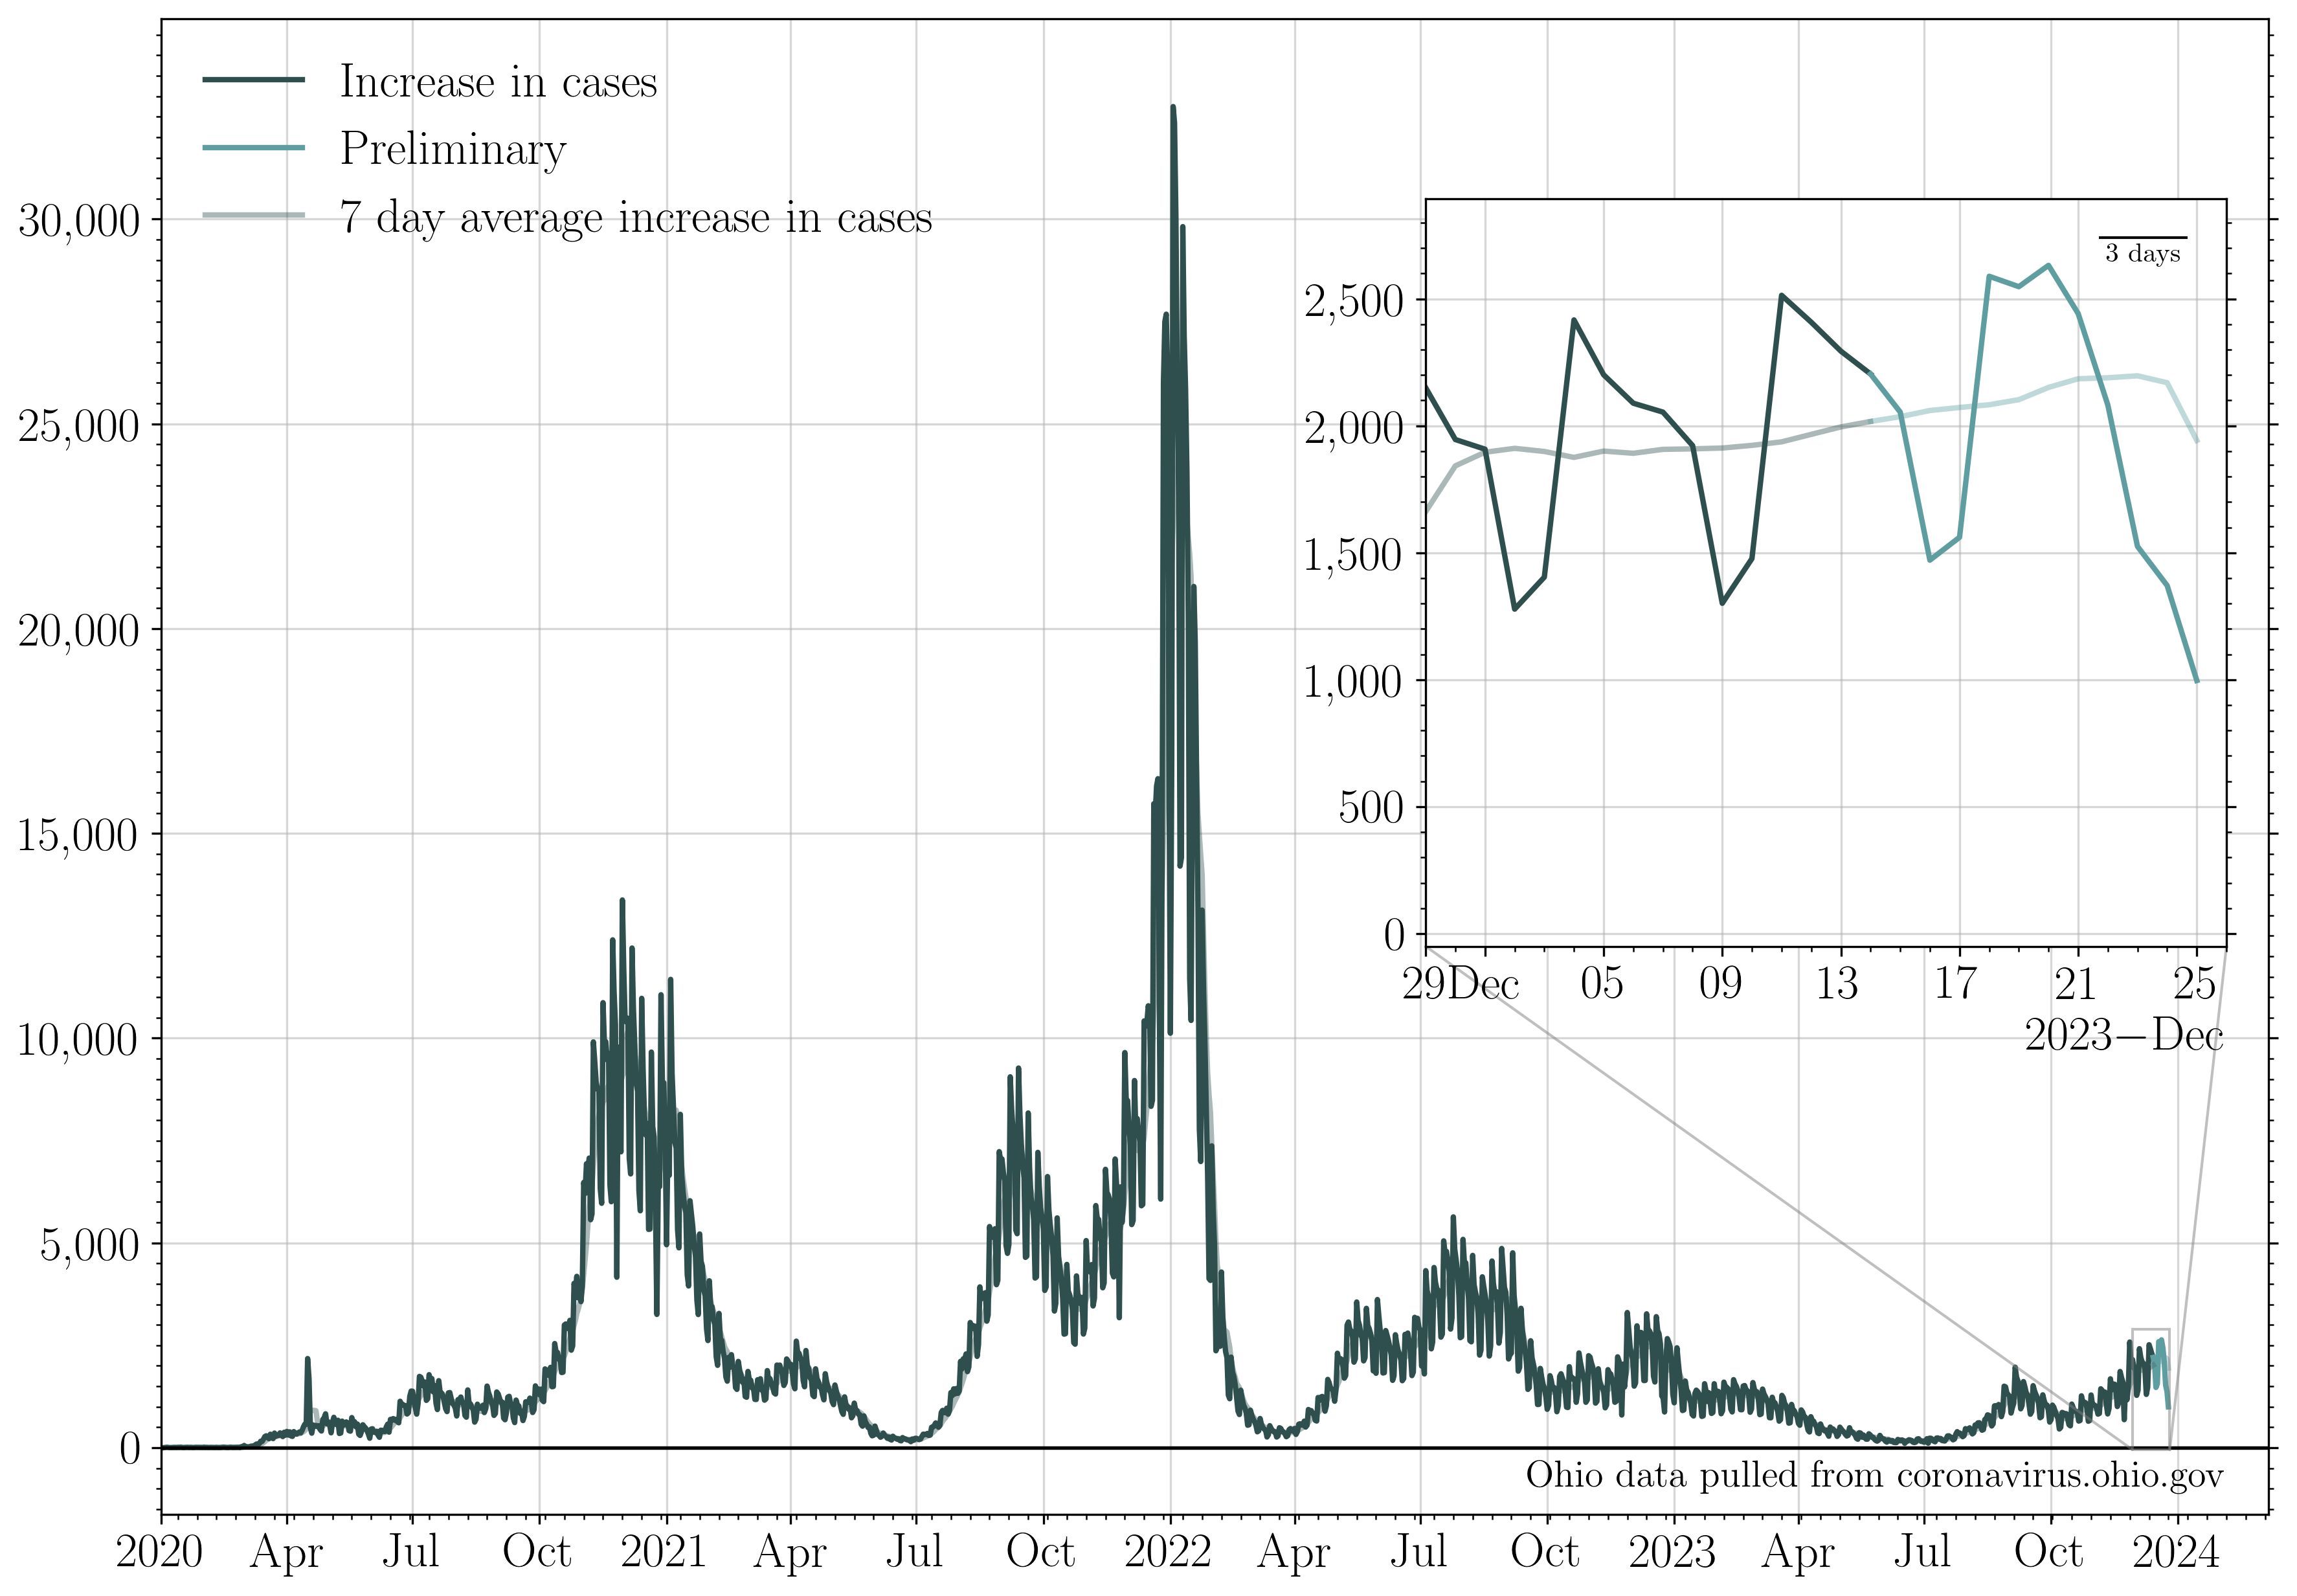 Increase in cases
Preliminary
7 day average increase in cases
30,000
25,000
20,000
15,000
10,000
5,000
0
3 days
2,500
2,000
1,500
1,000
500
0
29 Dec 05 09 13 17 21 25
2023—Dec
Ohio data pulled from coronavirus.ohio.gov
2020 Apr Jul Oct 2021 Apr Jul Oct 2022 Apr Jul Oct 2023 Apr Jul Oct 2024